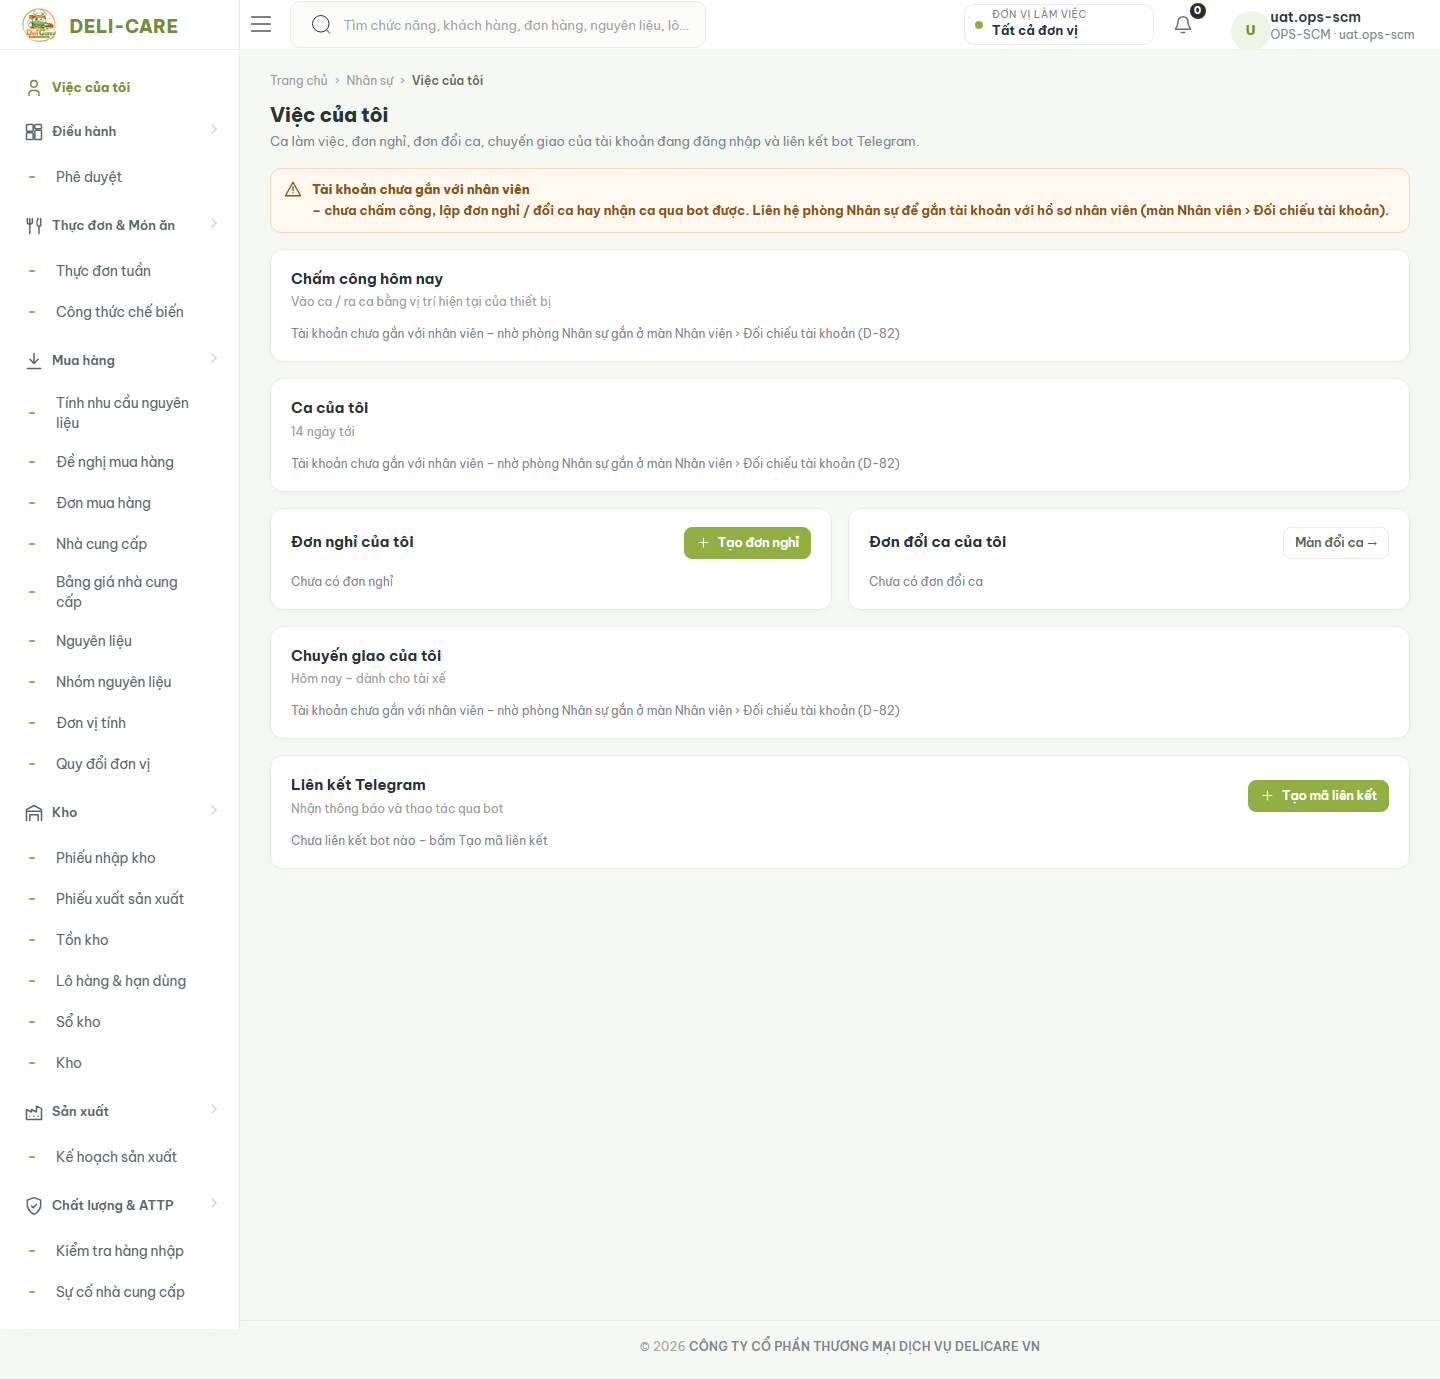 DELI-CARE
Tìm chức năng, khách hàng, đơn hàng, nguyên liệu, lô...
ĐƠN VỊ LÀM VIỆC
Tất cả đơn vị
0
U
uat.ops-scm
OPS-SCM · uat.ops-scm
Việc của tôi
Điều hành
Phê duyệt
Thực đơn & Món ăn
Thực đơn tuần
Công thức chế biến
Mua hàng
Tính nhu cầu nguyên
liệu
Đề nghị mua hàng
Đơn mua hàng
Nhà cung cấp
Bảng giá nhà cung
cấp
Nguyên liệu
Nhóm nguyên liệu
Đơn vị tính
Quy đổi đơn vị
Kho
Phiếu nhập kho
Phiếu xuất sản xuất
Tồn kho
Lô hàng & hạn dùng
Sổ kho
Kho
Sản xuất
Kế hoạch sản xuất
Chất lượng & ATTP
Kiểm tra hàng nhập
Sự cố nhà cung cấp
Trang chủ › Nhân sự › Việc của tôi
Việc của tôi
Ca làm việc, đơn nghỉ, đơn đổi ca, chuyến giao của tài khoản đang đăng nhập và liên kết bot Telegram.
Tài khoản chưa gắn với nhân viên
– chưa chấm công, lập đơn nghỉ / đổi ca hay nhận ca qua bot được. Liên hệ phòng Nhân sự để gắn tài khoản với hồ sơ nhân viên (màn Nhân viên › Đối chiếu tài khoản).
Chấm công hôm nay
Vào ca / ra ca bằng vị trí hiện tại của thiết bị
Tài khoản chưa gắn với nhân viên – nhờ phòng Nhân sự gắn ở màn Nhân viên › Đối chiếu tài khoản (D-82)
Ca của tôi
14 ngày tới
Tài khoản chưa gắn với nhân viên – nhờ phòng Nhân sự gắn ở màn Nhân viên › Đối chiếu tài khoản (D-82)
Đơn nghỉ của tôi
+ Tạo đơn nghỉ
Chưa có đơn nghỉ
Đơn đổi ca của tôi
Màn đổi ca →
Chưa có đơn đổi ca
Chuyến giao của tôi
Hôm nay – dành cho tài xế
Tài khoản chưa gắn với nhân viên – nhờ phòng Nhân sự gắn ở màn Nhân viên › Đối chiếu tài khoản (D-82)
Liên kết Telegram
Nhận thông báo và thao tác qua bot
+ Tạo mã liên kết
Chưa liên kết bot nào – bấm Tạo mã liên kết
© 2026 CÔNG TY CỔ PHẦN THƯƠNG MẠI DỊCH VỤ DELICARE VN